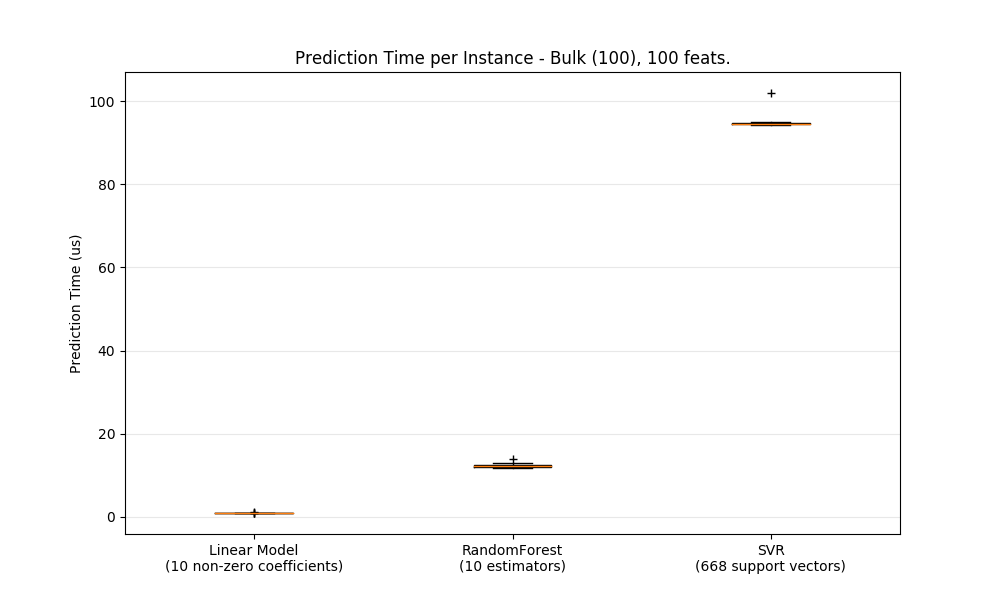 Prediction Time per Instance - Bulk (100), 100 feats.
Prediction Time (us)
100
80
60
40
20
0
Linear Model
(10 non-zero coefficients)
RandomForest
(10 estimators)
SVR
(668 support vectors)